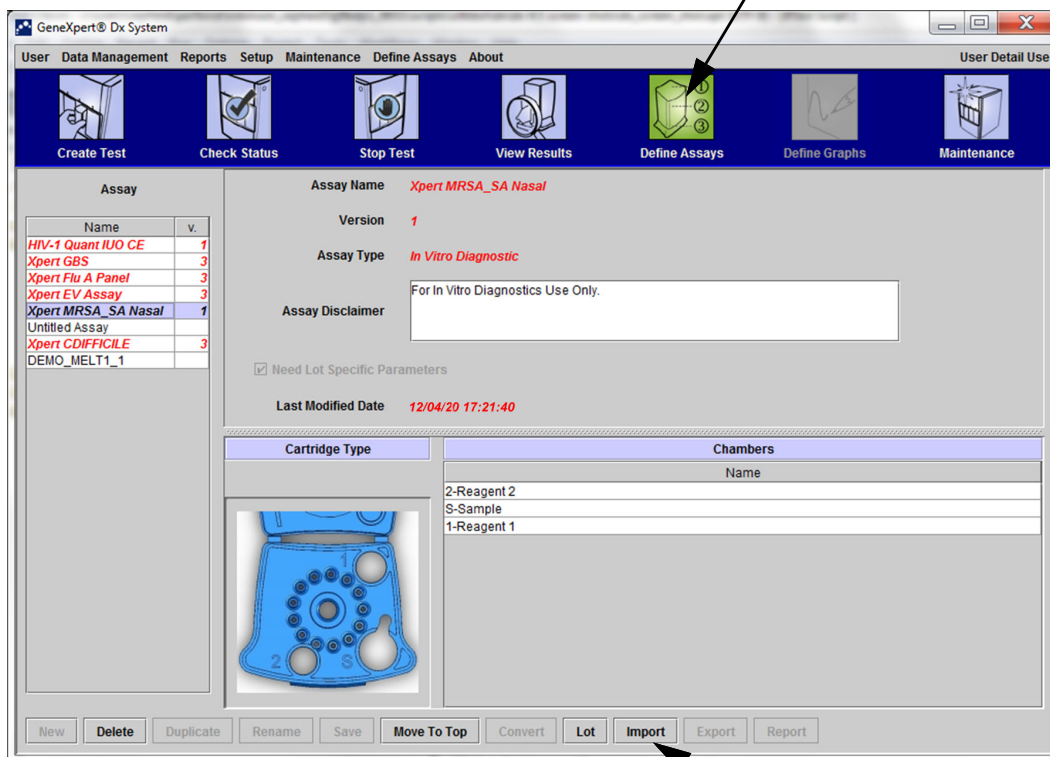 GeneXpert® Dx System
User Data Management Reports Setup Maintenance Define Assays About User Detail Use
1
2
3
Create Test Check Status Stop Test View Results Define Assays Define Graphs Maintenance
Assay
Name v.
HIV-1 Quant IUO CE 1
Xpert GBS 3
Xpert Flu A Panel 3
Xpert EV Assay 3
Xpert MRSA_SA Nasal 1
Untitled Assay
Xpert CDIFFICILE 3
DEMO_MELT1_1
Assay Name Xpert MRSA_SA Nasal
Version 1
Assay Type In Vitro Diagnostic
Assay Disclaimer For In Vitro Diagnostics Use Only.
Need Lot Specific Parameters
Last Modified Date 12/04/20 17:21:40
Cartridge Type
1
2 S
Chambers
Name
2-Reagent 2
S-Sample
1-Reagent 1
New Delete Duplicate Rename Save Move To Top Convert Lot Import Export Report